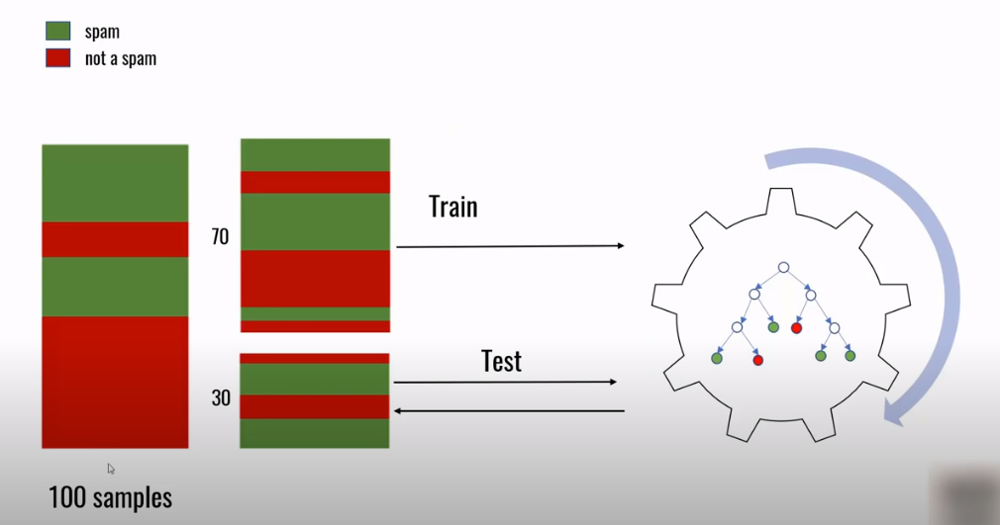 spam
not a spam
70
Train
30
Test
100 samples